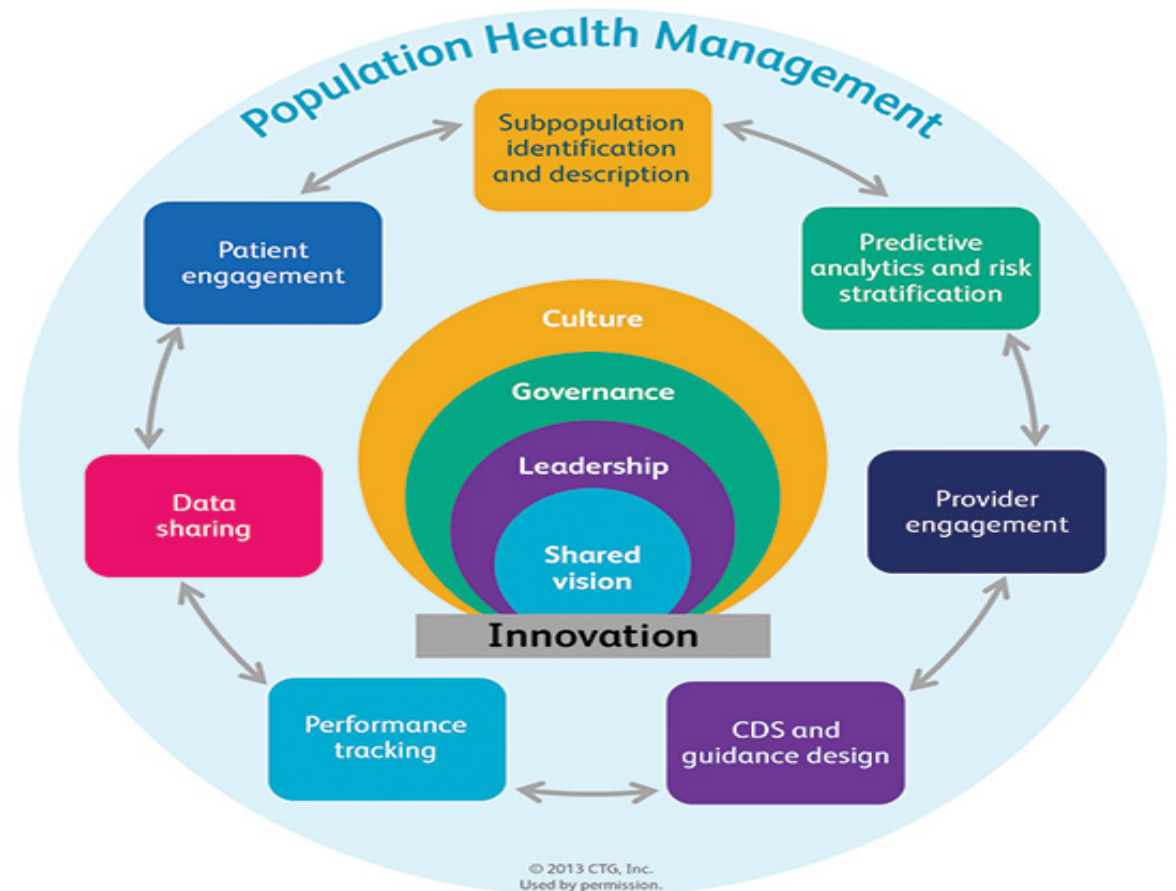 Population Health Management
Subpopulation
identification
and description
Patient
engagement
Predictive
analytics and risk
stratification
Culture
Governance
Leadership
Data
sharing
Provider
engagement
Shared
vision
Innovation
Performance
tracking
CDS and
guidance design
© 2013 CTG, Inc.
Used by permission.